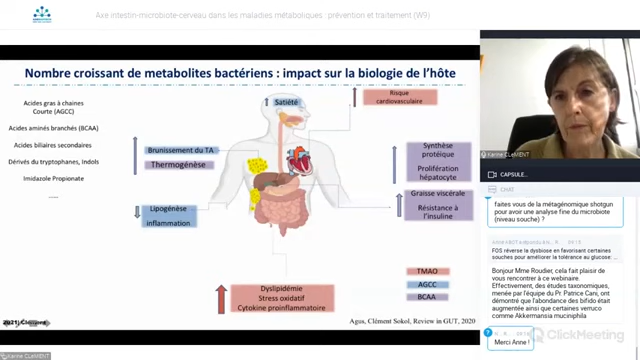 Axe intestin-microbiote-cerveau dans les maladies métaboliques : prévention et traitement (W9)
Nombre croissant de metabolites bactériens : impact sur la biologie de l'hôte
Acides gras à chaines
Courte (AGCC)
Acides aminés branchés (BCAA)
Acides biliaires secondaires
Dérivés du tryptophanes, Indols
Imidazole Propionate
....
Satiété
Risque
cardiovasculaire
Brunissement du TA
Thermogénèse
Synthèse
protéique
Prolifération
hépatocyte
Graisse viscérale
Résistance à
l'insuline
Lipogénèse
inflammation
Dyslipidémie
Stress oxidatif
Cytokine proinflammatoire
TMAO
AGCC
BCAA
Agus, Clément Sokol, Review in GUT, 2020
Karine CLeMENT
Karine CLeMENT
CAPSULE...
CHAT
faites vous de la métagénomique shotgun
pour avoir une analyse fine du microbiote
(niveau souche) ?
FOS réverse la dysbiose en favorisant certaines
souches pour améliorer la tolérance au glucose:
Bonjour Mme Roudier, cela fait plaisir de
vous rencontrer à ce webinaire
Effectivement, des études taxonomiques,
menée par l'équipe du Pr. Patrice Cani, ont
démontré que l'abondance des bifido était
augmentée ainsi que certaines verruco
comme Akkermansia muciniphila
Merci Anne !
ClickMeeting